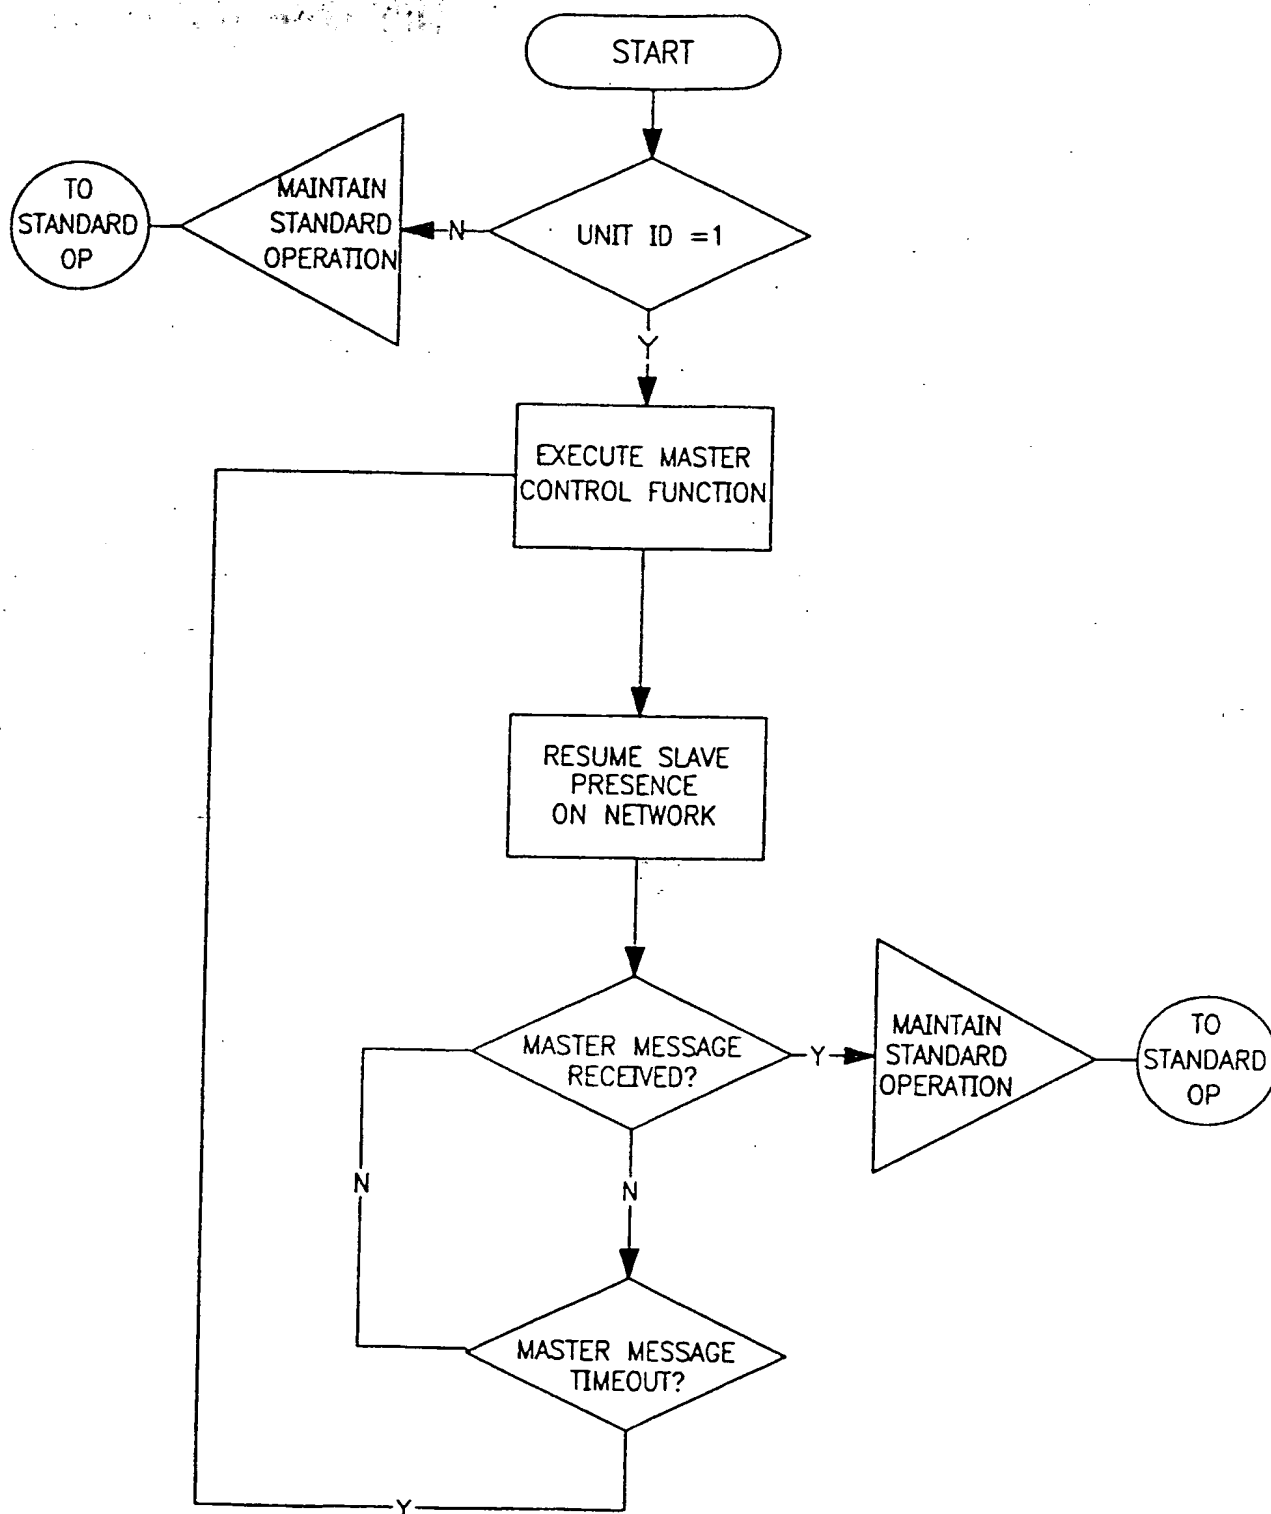 START
TO
STANDARD
OP
MAINTAIN
STANDARD
OPERATION
N
UNIT ID =1
Y
EXECUTE MASTER
CONTROL FUNCTION
RESUME SLAVE
PRESENCE
ON NETWORK
MASTER MESSAGE
RECEIVED?
Y
MAINTAIN
STANDARD
OPERATION
TO
STANDARD
OP
N
N
MASTER MESSAGE
TIMEOUT?
Y